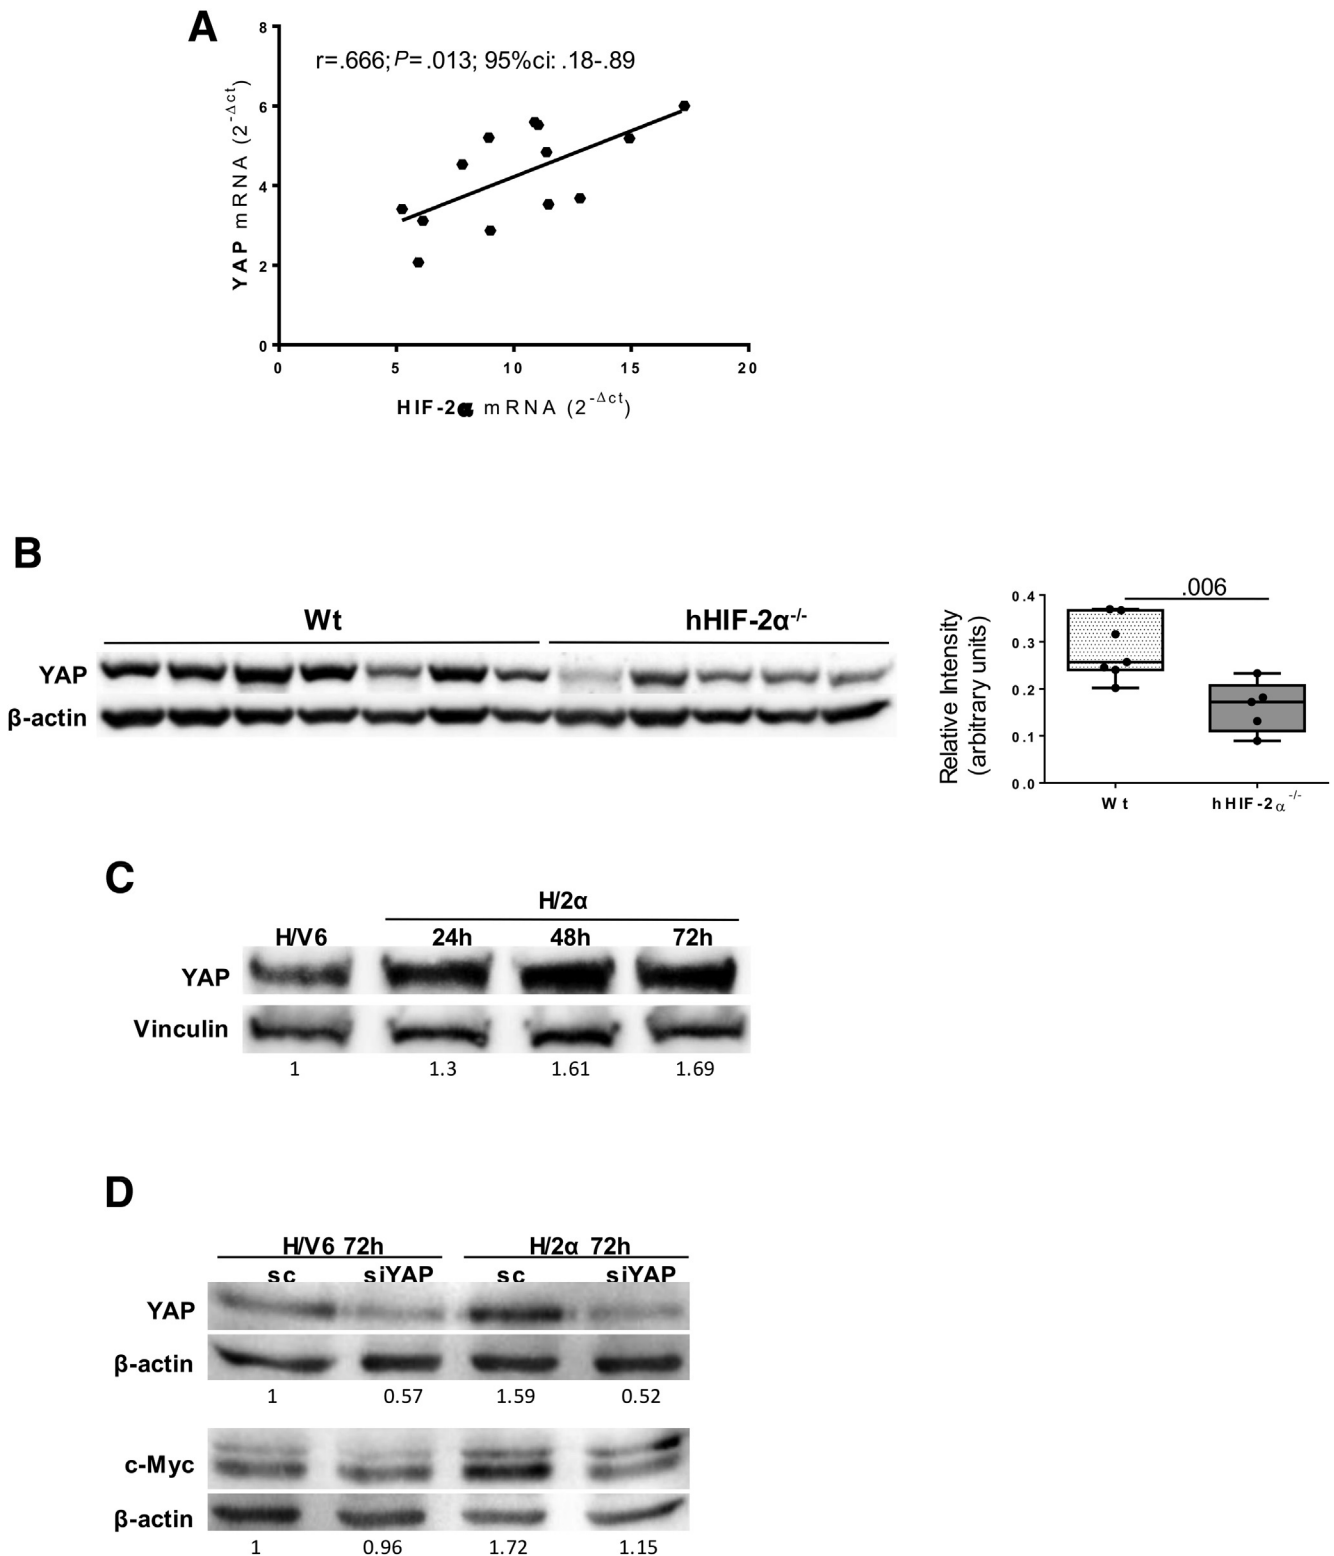 A
8
r=.666; P=.013; 95%ci: .18-.89
6
4
2
0
YAP mRNA (2^-Δct)
0 5 10 15 20
HIF-2α mRNA (2^-Δct)
B
Wt hHIF-2α-/-
YAP
β-actin
.006
0.4
0.3
0.2
0.1
0.0
Relative Intensity
(arbitrary units)
Wt hHIF-2α-/-
C
H/2α
H/V6 24h 48h 72h
YAP
Vinculin
1 1.3 1.61 1.69
D
H/V6 72h H/2α 72h
sc siYAP sc siYAP
YAP
β-actin
1 0.57 1.59 0.52
c-Myc
β-actin
1 0.96 1.72 1.15